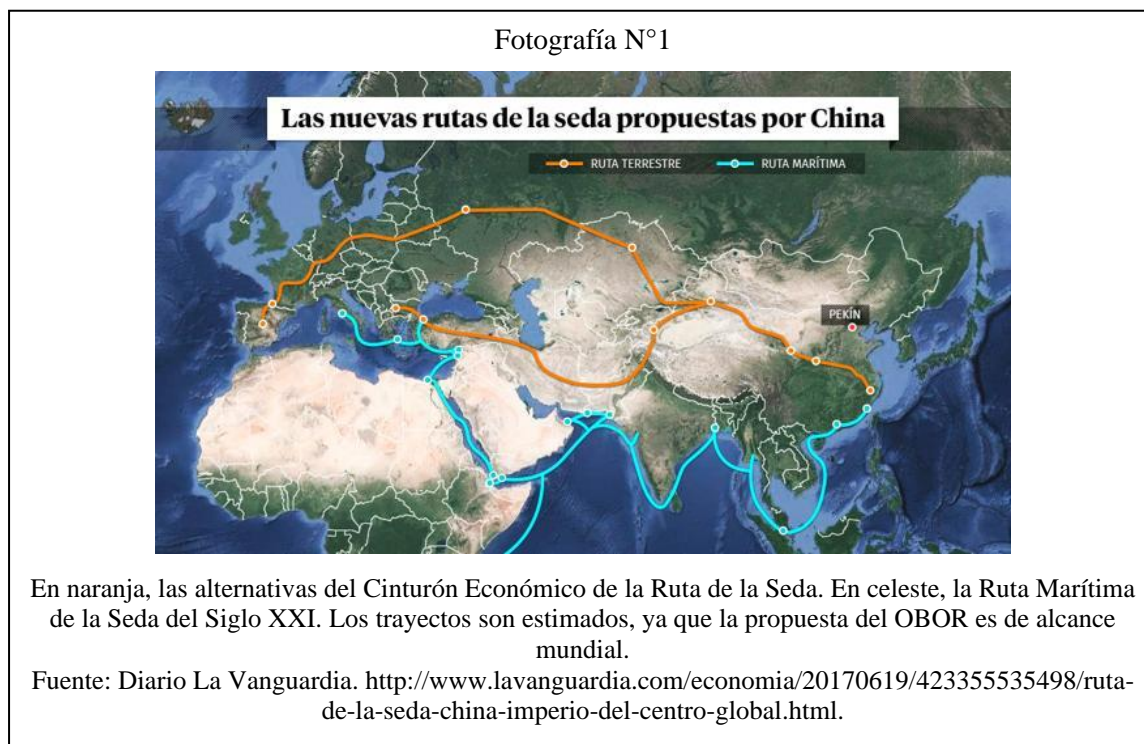 Fotografía N°1
Las nuevas rutas de la seda propuestas por China
RUTA TERRESTRE
RUTA MARÍTIMA
PEKÍN
En naranja, las alternativas del Cinturón Económico de la Ruta de la Seda. En celeste, la Ruta Marítima
de la Seda del Siglo XXI. Los trayectos son estimados, ya que la propuesta del OBOR es de alcance
mundial.
Fuente: Diario La Vanguardia. http://www.lavanguardia.com/economia/20170619/423355535498/ruta-
de-la-seda-china-imperio-del-centro-global.html.